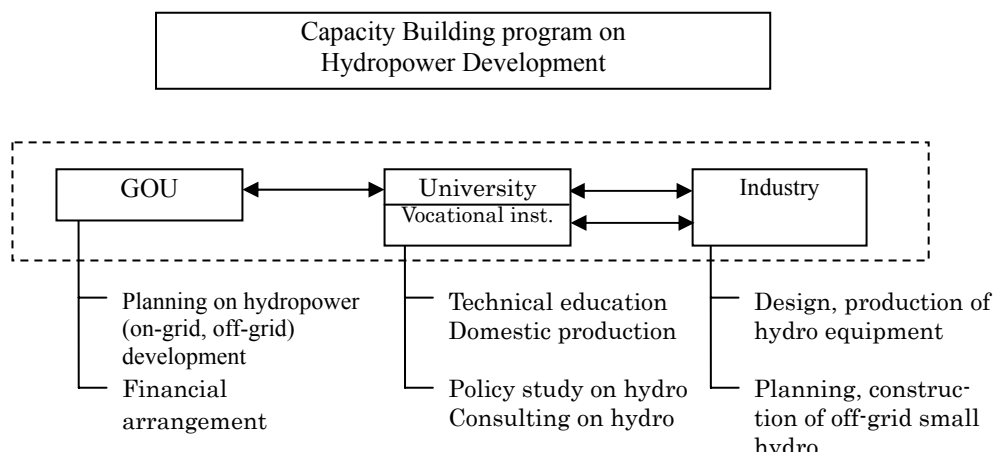 Capacity Building program on
Hydropower Development
GOU
University
Vocational inst.
Industry
Planning on hydropower
(on-grid, off-grid)
development
Financial
arrangement
Technical education
Domestic production
Policy study on hydro
Consulting on hydro
Design, production of
hydro equipment
Planning, construc-
tion of off-grid small
hydro